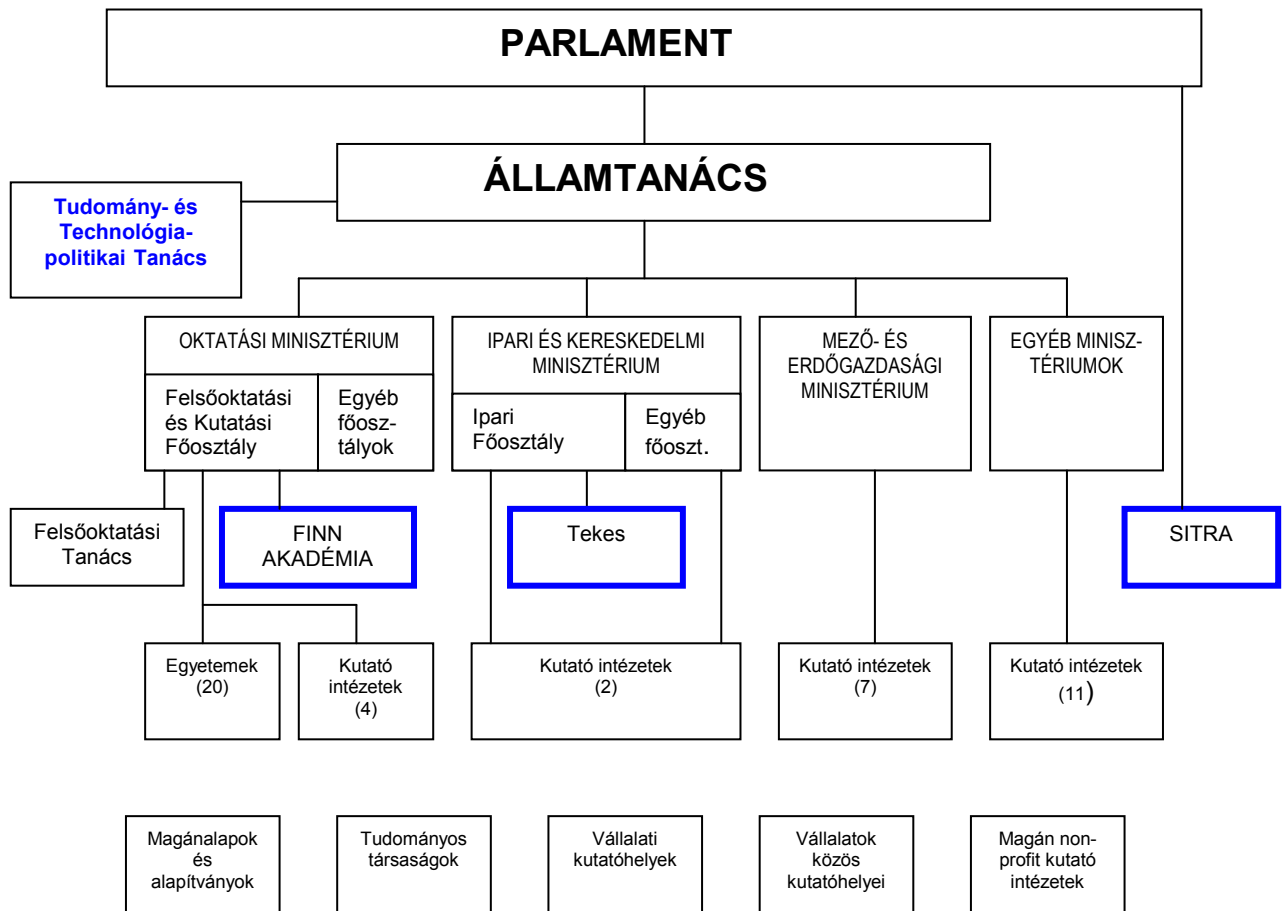 PARLAMENT
ÁLLAMTANÁCS
Tudomány- és
Technológia-
politikai Tanács
OKTATÁSI MINISZTÉRIUM
Felsőoktatási
és Kutatási
Főosztály
Egyéb
főosz-
tályok
IPARI ÉS KERESKEDELMI
MINISZTÉRIUM
Ipari
Főosztály
Egyéb
főoszt.
MEZŐ- ÉS
ERDŐGAZDASÁGI
MINISZTÉRIUM
EGYÉB MINISZ-
TÉRIUMOK
Felsőoktatási
Tanács
FINN
AKADÉMIA
Tekes
SITRA
Egyetemek
(20)
Kutató
intézetek
(4)
Kutató intézetek
(2)
Kutató intézetek
(7)
Kutató intézetek
(11)
Magánalapok
és
alapítványok
Tudományos
társaságok
Vállalati
kutatóhelyek
Vállalatok
közös
kutatóhelyei
Magán non-
profit kutató
intézetek